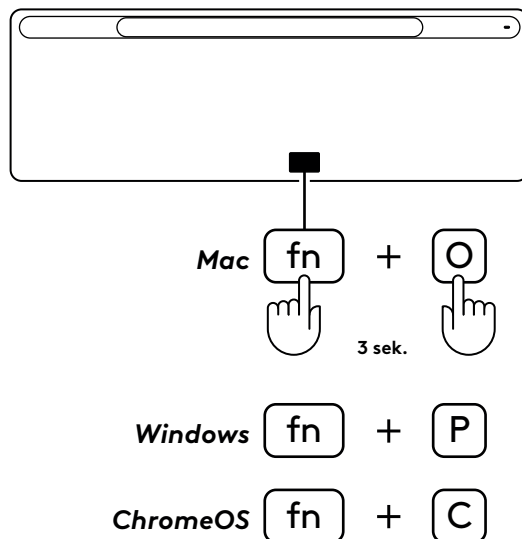 Mac fn + O
3 sek.
Windows fn + P
ChromeOS fn + C